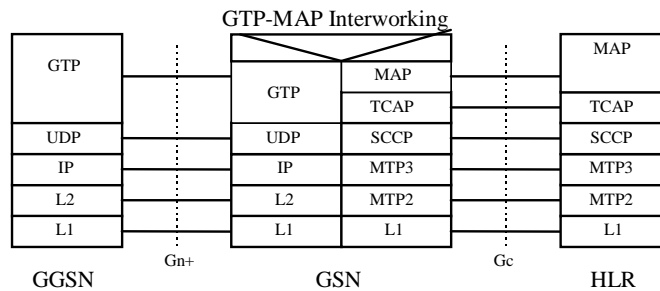 GTP-MAP Interworking
GTP MAP MAP
GTP
TCAP TCAP
UDP UDP SCCP SCCP
IP IP MTP3 MTP3
L2 L2 MTP2 MTP2
L1 L1 L1 L1
Gn+ Gc
GGSN GSN HLR